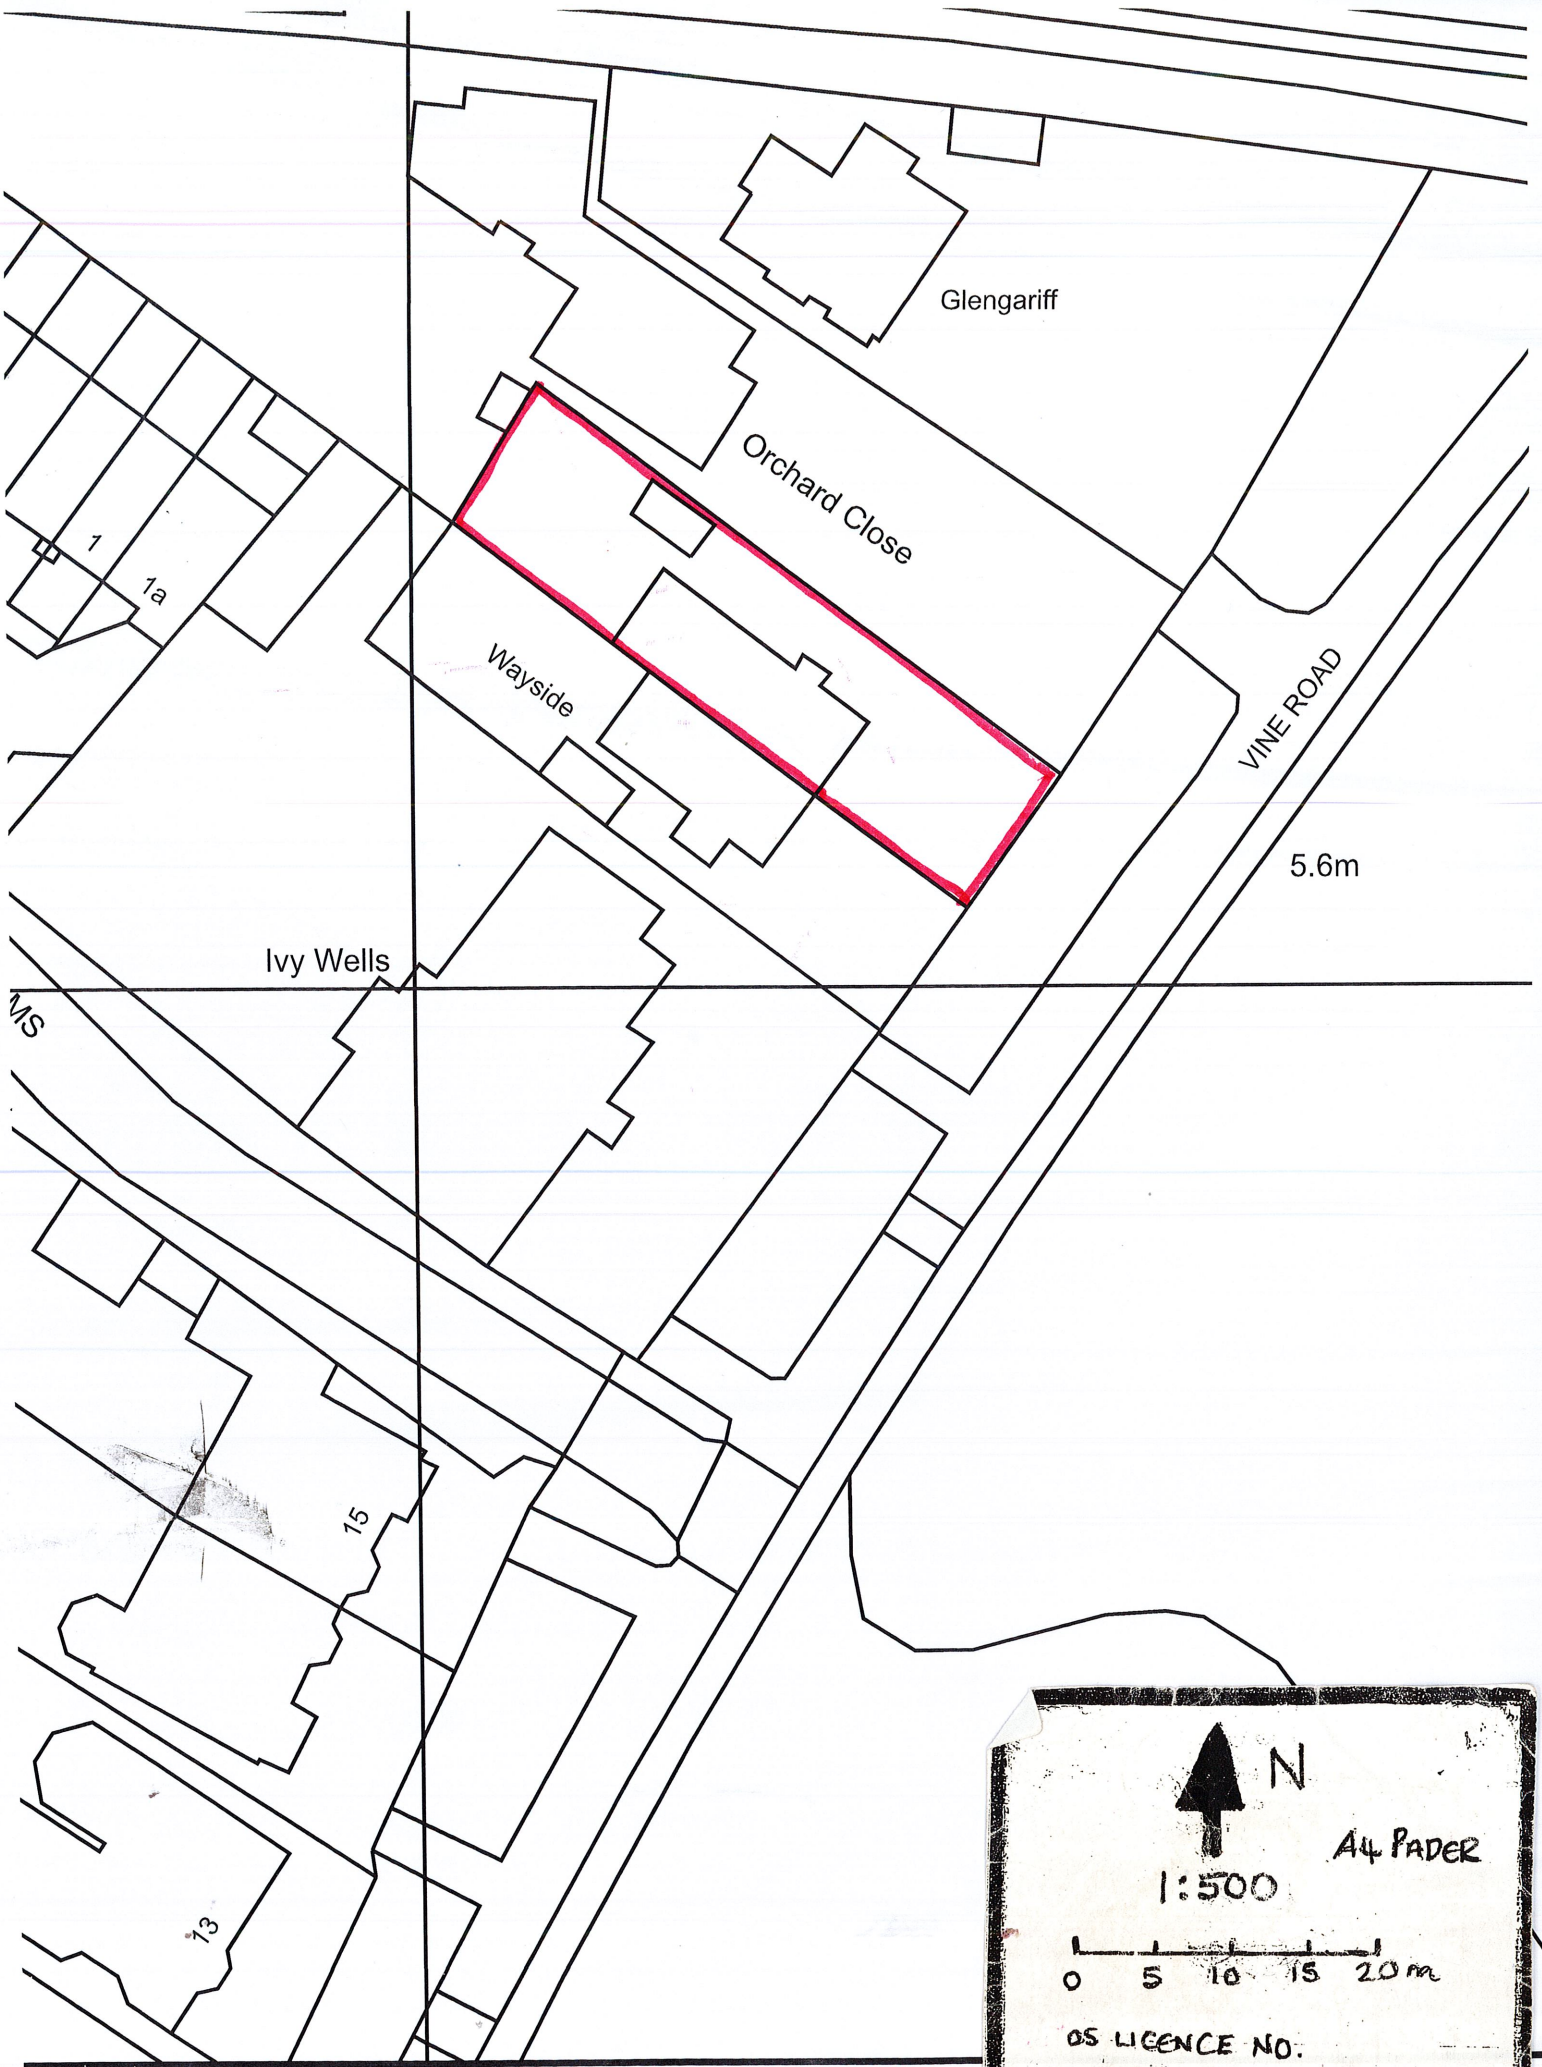 Glengariff
Orchard Close
1
1a
Wayside
VINE ROAD
5.6m
Ivy Wells
MS
15
13
N
A4 PAPER
1:500
0 5 10 15 20m
OS LICENCE NO.